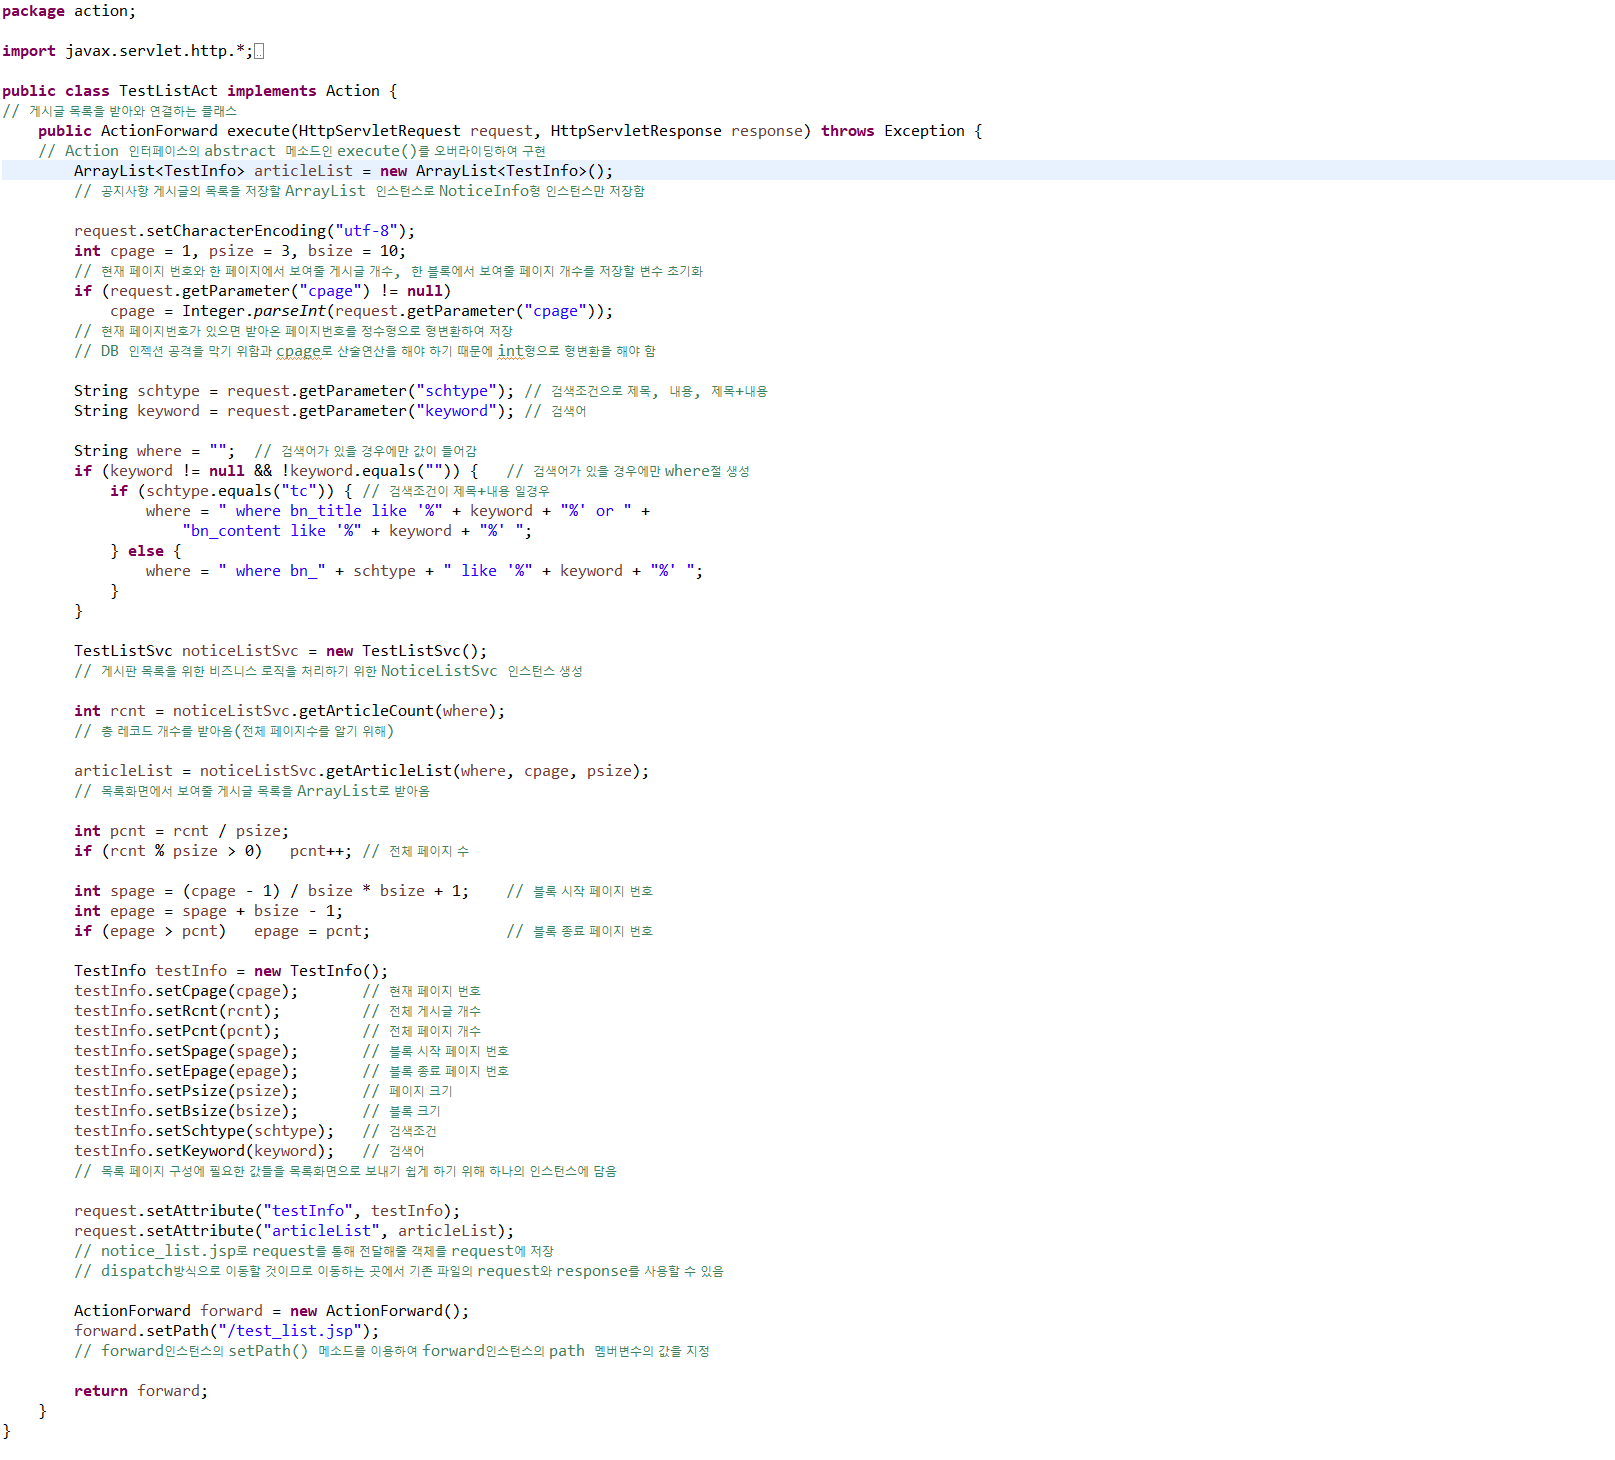 package action;
import javax.servlet.http.*;
public class TestListAct implements Action {
// 게시글 목록을 받아와 연결하는 클래스
public ActionForward execute(HttpServletRequest request, HttpServletResponse response) throws Exception {
// Action 인터페이스의 abstract 메소드인 execute()를 오버라이딩하여 구현
ArrayList<TestInfo> articleList = new ArrayList<TestInfo>();
// 공지사항 게시글의 목록을 저장할 ArrayList 인스턴스로 NoticeInfo형 인스턴스만 저장함
request.setCharacterEncoding("utf-8");
int cpage = 1, psize = 3, bsize = 10;
// 현재 페이지 번호와 한 페이지에서 보여줄 게시글 개수, 한 블록에서 보여줄 페이지 개수를 저장할 변수 초기화
if (request.getParameter("cpage") != null)
cpage = Integer.parseInt(request.getParameter("cpage"));
// 현재 페이지번호가 있으면 받아온 페이지번호를 정수형으로 형변환하여 저장
// DB 인젝션 공격을 막기 위함과 cpage로 산술연산을 해야 하기 때문에 int형으로 형변환을 해야 함
String schtype = request.getParameter("schtype"); // 검색조건으로 제목, 내용, 제목+내용
String keyword = request.getParameter("keyword"); // 검색어
String where = ""; // 검색어가 있을 경우에만 값이 들어감
if (keyword != null && !keyword.equals("")) { // 검색어가 있을 경우에만 where절 생성
if (schtype.equals("tc")) { // 검색조건이 제목+내용 일경우
where = " where bn_title like '%" + keyword + "%' or " +
"bn_content like '%" + keyword + "%' ";
} else {
where = " where bn_" + schtype + " like '%" + keyword + "%' ";
}
}
TestListSvc noticeListSvc = new TestListSvc();
// 게시판 목록을 위한 비즈니스 로직을 처리하기 위한 NoticeListSvc 인스턴스 생성
int rcnt = noticeListSvc.getArticleCount(where);
// 총 레코드 개수를 받아옴(전체 페이지수를 알기 위해)
articleList = noticeListSvc.getArticleList(where, cpage, psize);
// 목록화면에서 보여줄 게시글 목록을 ArrayList로 받아옴
int pcnt = rcnt / psize;
if (rcnt % psize > 0) pcnt++; // 전체 페이지 수
int spage = (cpage - 1) / bsize * bsize + 1; // 블록 시작 페이지 번호
int epage = spage + bsize - 1;
if (epage > pcnt) epage = pcnt; // 블록 종료 페이지 번호
TestInfo testInfo = new TestInfo();
testInfo.setCpage(cpage); // 현재 페이지 번호
testInfo.setRcnt(rcnt); // 전체 게시글 개수
testInfo.setPcnt(pcnt); // 전체 페이지 개수
testInfo.setSpage(spage); // 블록 시작 페이지 번호
testInfo.setEpage(epage); // 블록 종료 페이지 번호
testInfo.setPsize(psize); // 페이지 크기
testInfo.setBsize(bsize); // 블록 크기
testInfo.setSchtype(schtype); // 검색조건
testInfo.setKeyword(keyword); // 검색어
// 목록 페이지 구성에 필요한 값들을 목록화면으로 보내기 쉽게 하기 위해 하나의 인스턴스에 담음
request.setAttribute("testInfo", testInfo);
request.setAttribute("articleList", articleList);
// notice_list.jsp로 request를 통해 전달해줄 객체를 request에 저장
// dispatch방식으로 이동할 것이므로 이동하는 곳에서 기존 파일의 request와 response를 사용할 수 있음
ActionForward forward = new ActionForward();
forward.setPath("/test_list.jsp");
// forward인스턴스의 setPath() 메소드를 이용하여 forward인스턴스의 path 멤버변수의 값을 지정
return forward;
}
}